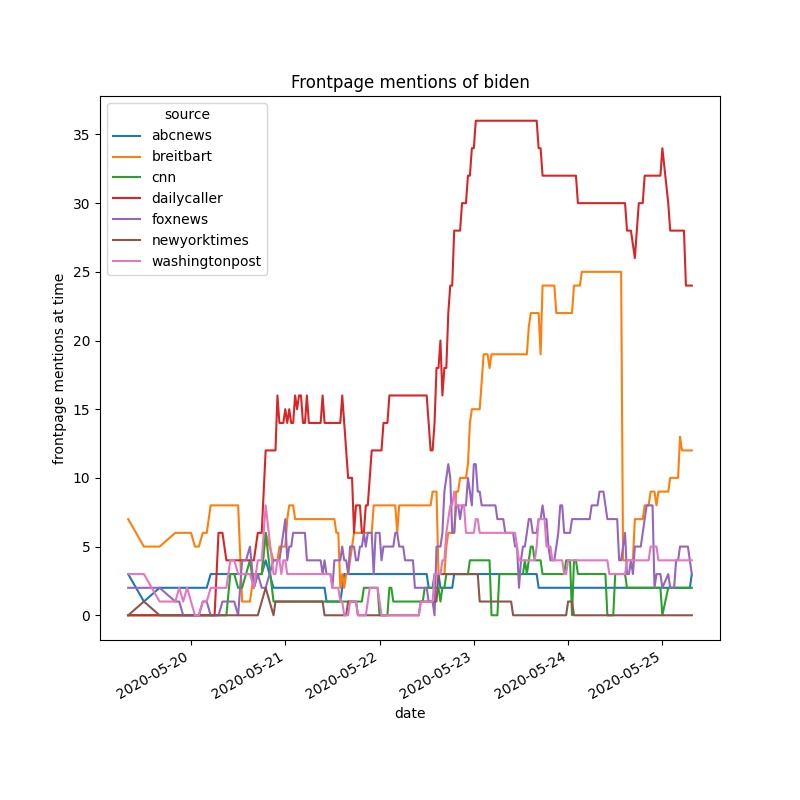 Frontpage mentions of biden
source
abcnews
breitbart
cnn
dailycaller
foxnews
newyorktimes
washingtonpost
frontpage mentions at time
35
30
25
20
15
10
5
0
2020-05-20
2020-05-21
2020-05-22
2020-05-23
2020-05-24
2020-05-25
date